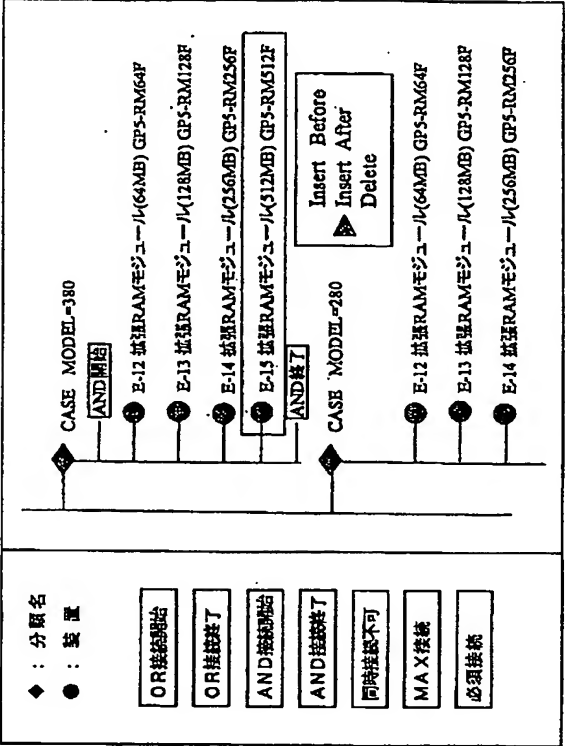 ◆ : 分類名
● : 装置
OR接続開始
OR接続終了
AND接続開始
AND接続終了
同時接続不可
MAX接続
必須接続
CASE MODEL=380
AND開始
E-12 拡張RAMモジュール(64MB) GP5-RM64F
E-13 拡張RAMモジュール(128MB) GP5-RM128F
E-14 拡張RAMモジュール(256MB) GP5-RM256F
E-15 拡張RAMモジュール(512MB) GP5-RM512F
AND終了
CASE MODEL=280
E-12 拡張RAMモジュール(64MB) GP5-RM64F
E-13 拡張RAMモジュール(128MB) GP5-RM128F
E-14 拡張RAMモジュール(256MB) GP5-RM256F
Insert Before
Insert After
Delete